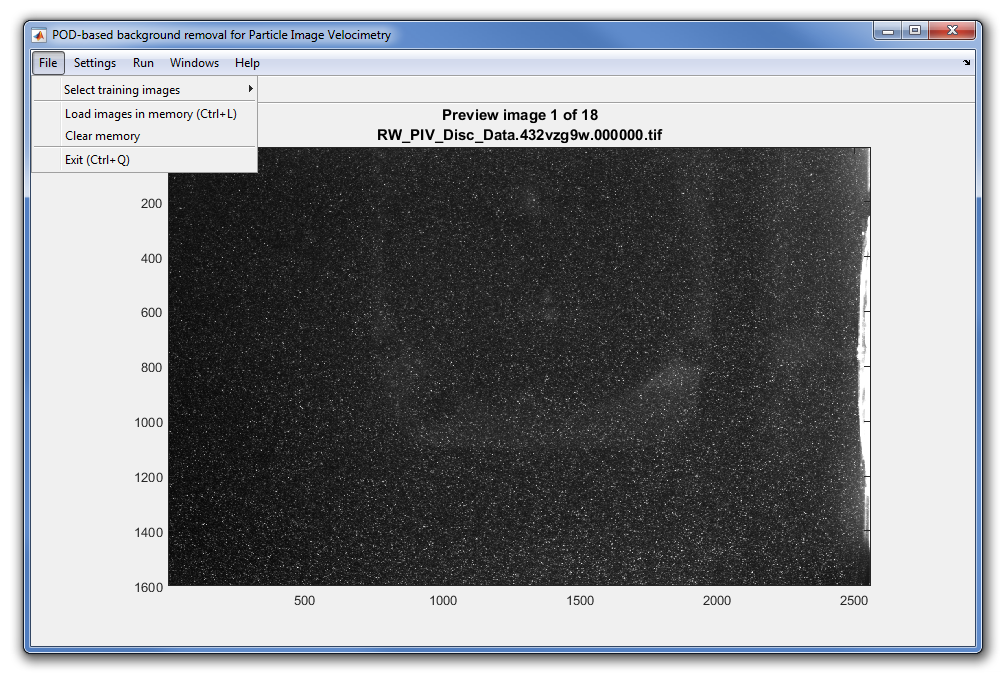 POD-based background removal for Particle Image Velocimetry
File Settings Run Windows Help
Select training images
Load images in memory (Ctrl+L)
Clear memory
Exit (Ctrl+Q)
Preview image 1 of 18
RW_PIV_Disc_Data.432vzg9w.000000.tif
200
400
600
800
1000
1200
1400
1600
500 1000 1500 2000 2500